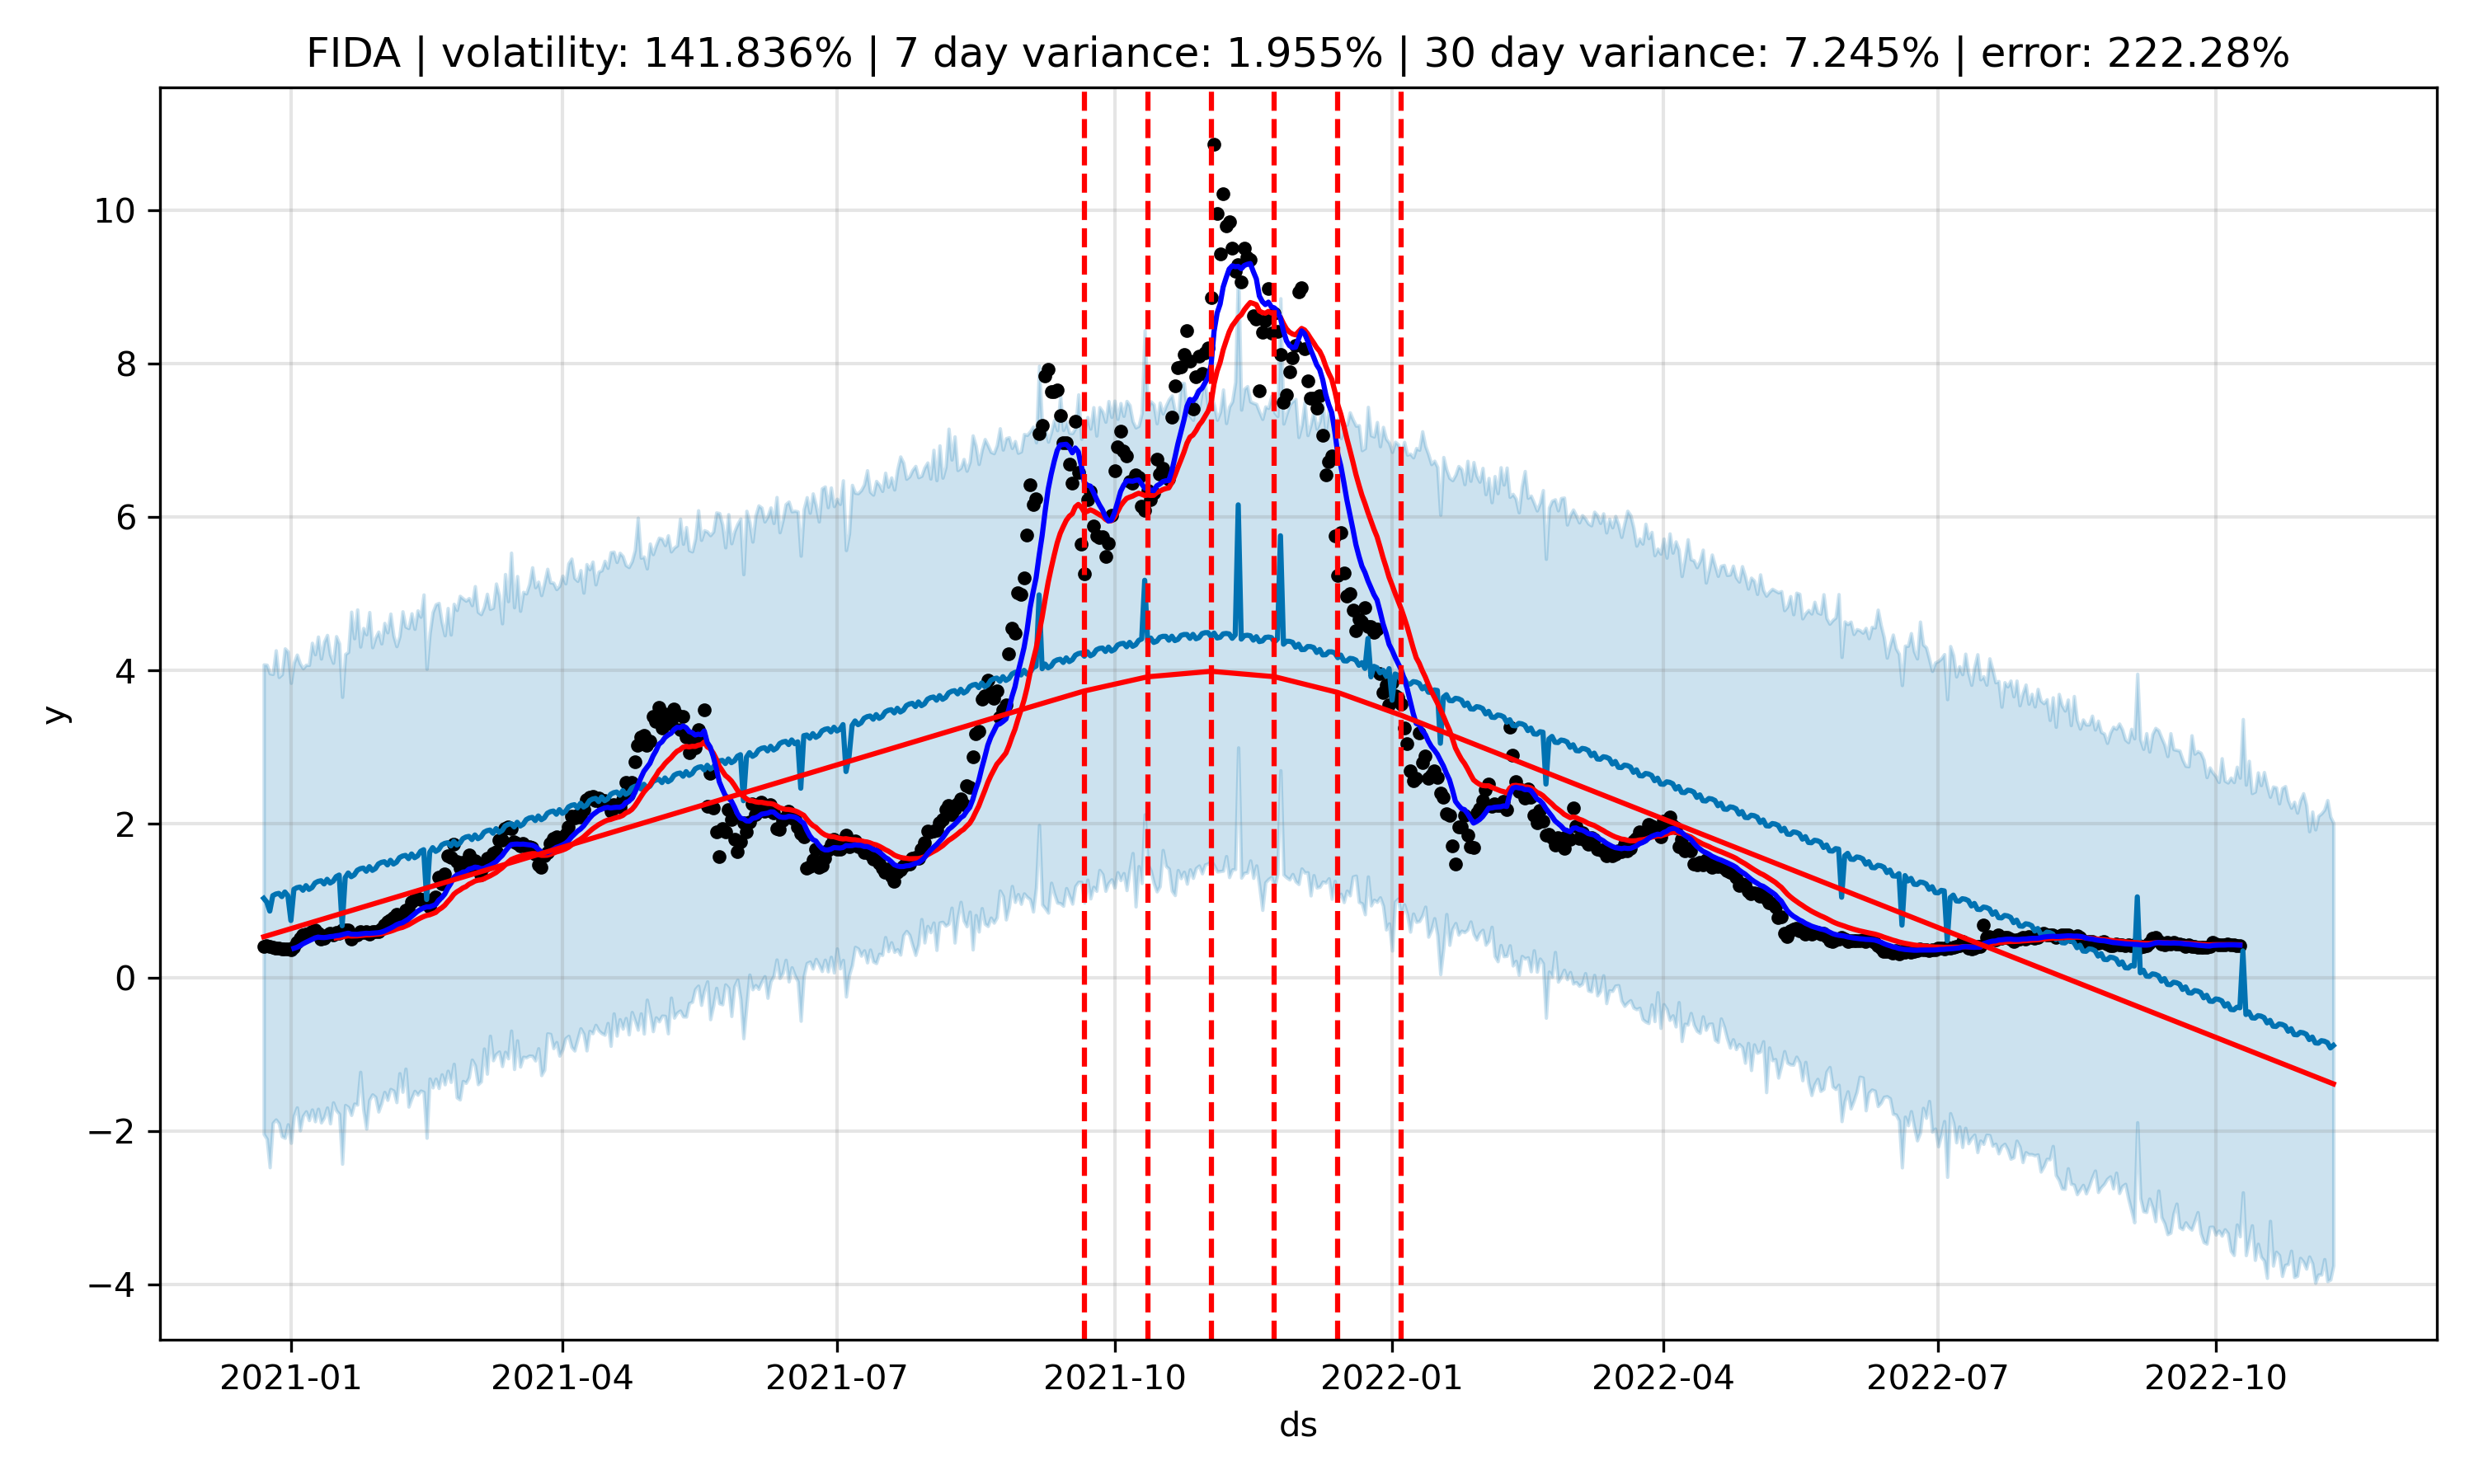 FIDA | volatility: 141.836% | 7 day variance: 1.955% | 30 day variance: 7.245% | error: 222.28%
10
8
6
4
2
0
−2
−4
y
2021-01 2021-04 2021-07 2021-10 2022-01 2022-04 2022-07 2022-10
ds